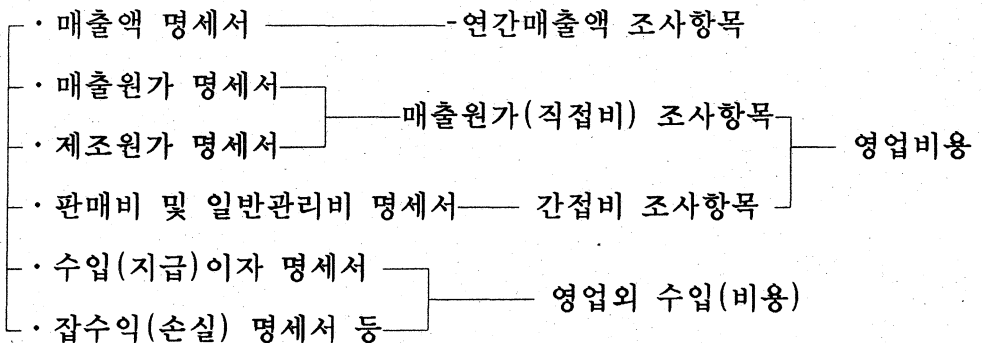 · 매출액 명세서 -연간매출액 조사항목
· 매출원가 명세서
매출원가(직접비) 조사항목
· 제조원가 명세서
영업비용
· 판매비 및 일반관리비 명세서 간접비 조사항목
· 수입(지급)이자 명세서
영업외 수입(비용)
· 잡수익(손실) 명세서 등